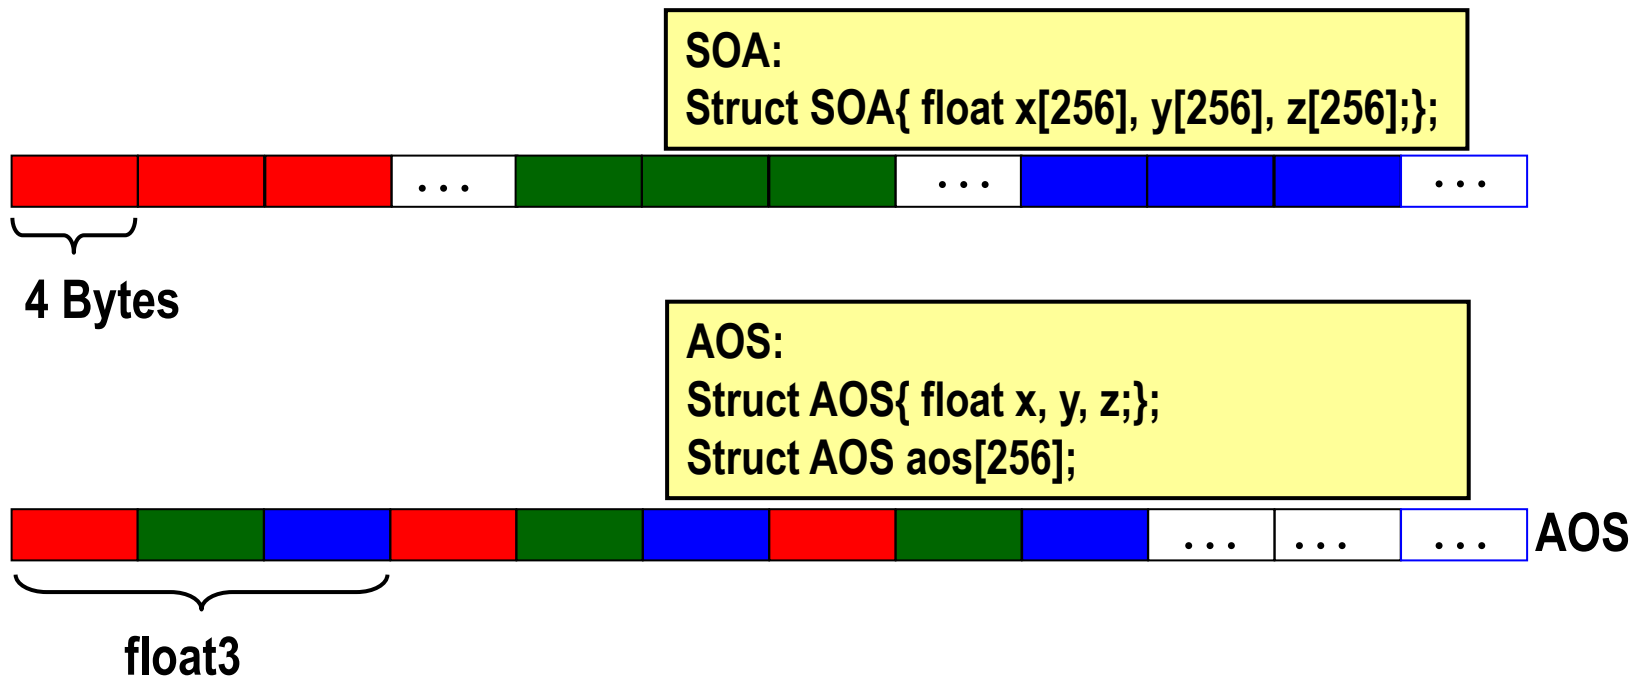 SOA:
Struct SOA{ float x[256], y[256], z[256];};
... ... ...
4 Bytes
AOS:
Struct AOS{ float x, y, z;};
Struct AOS aos[256];
... ... ... AOS
float3